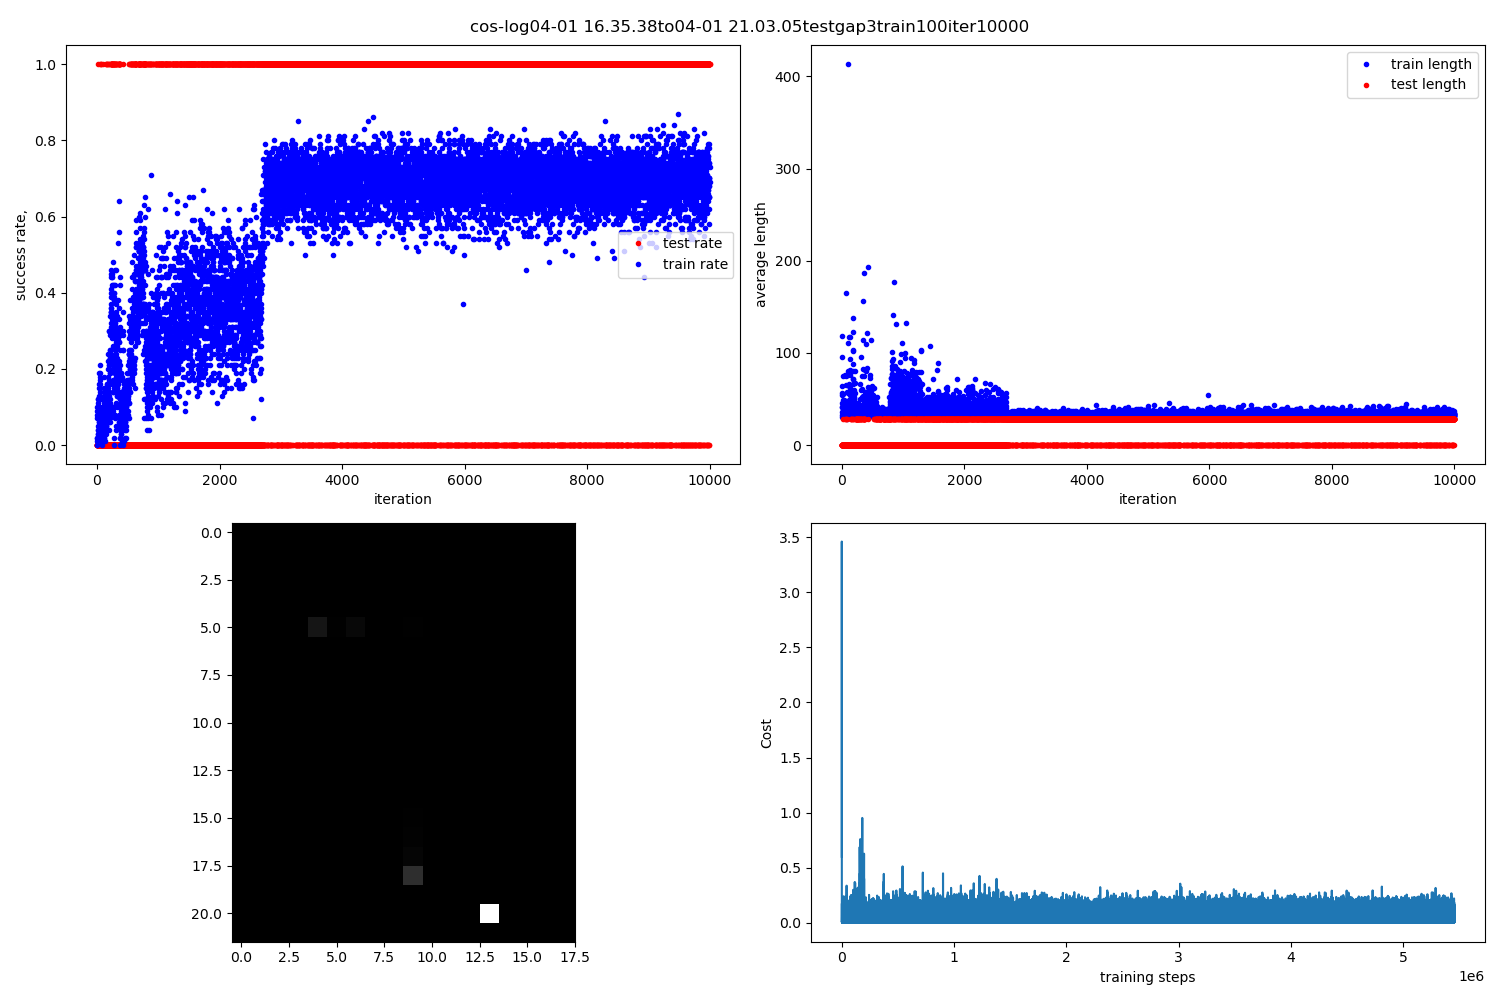 cos-log04-01 16.35.38to04-01 21.03.05testgap3train100iter10000
success rate,
1.0
0.8
0.6
0.4
0.2
0.0
test rate
train rate
0 2000 4000 6000 8000 10000
iteration
average length
400
300
200
100
0
train length
test length
0 2000 4000 6000 8000 10000
iteration
0.0
2.5
5.0
7.5
10.0
12.5
15.0
17.5
20.0
0.0 2.5 5.0 7.5 10.0 12.5 15.0 17.5
Cost
3.5
3.0
2.5
2.0
1.5
1.0
0.5
0.0
0 1 2 3 4 5
1e6
training steps